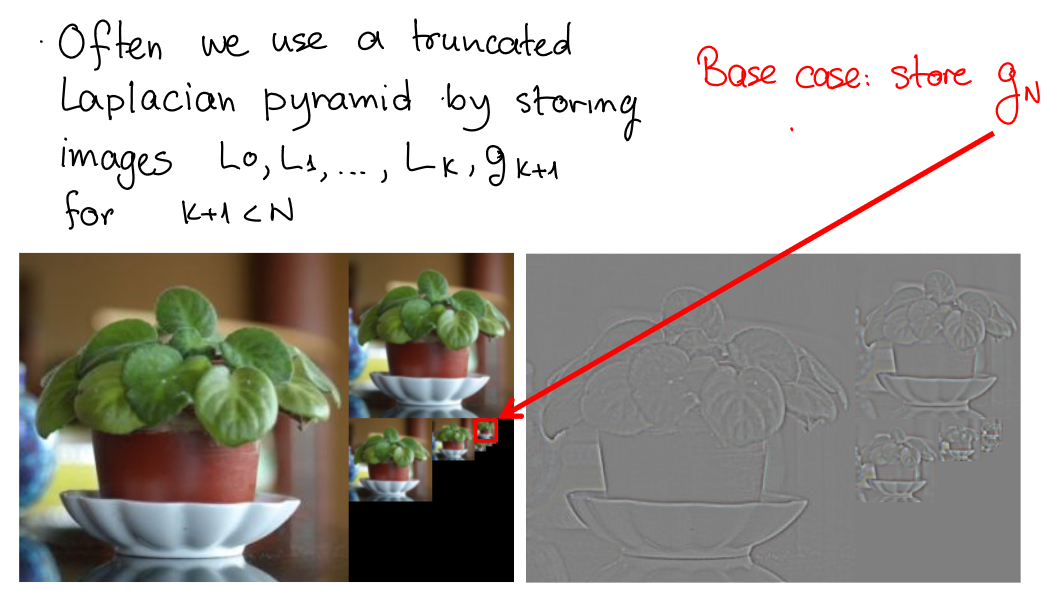 · Often we use a truncated
Laplacian pyramid by storing
images L₀, L₁, ..., Lₖ, gₖ₊₁
for k+1 < N
Base case: store g_N